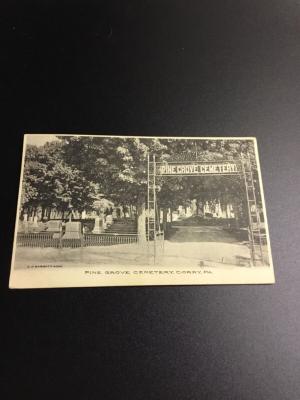 PINE GROVE CEMETERY
PINE GROVE CEMETERY, CORRY, PA.